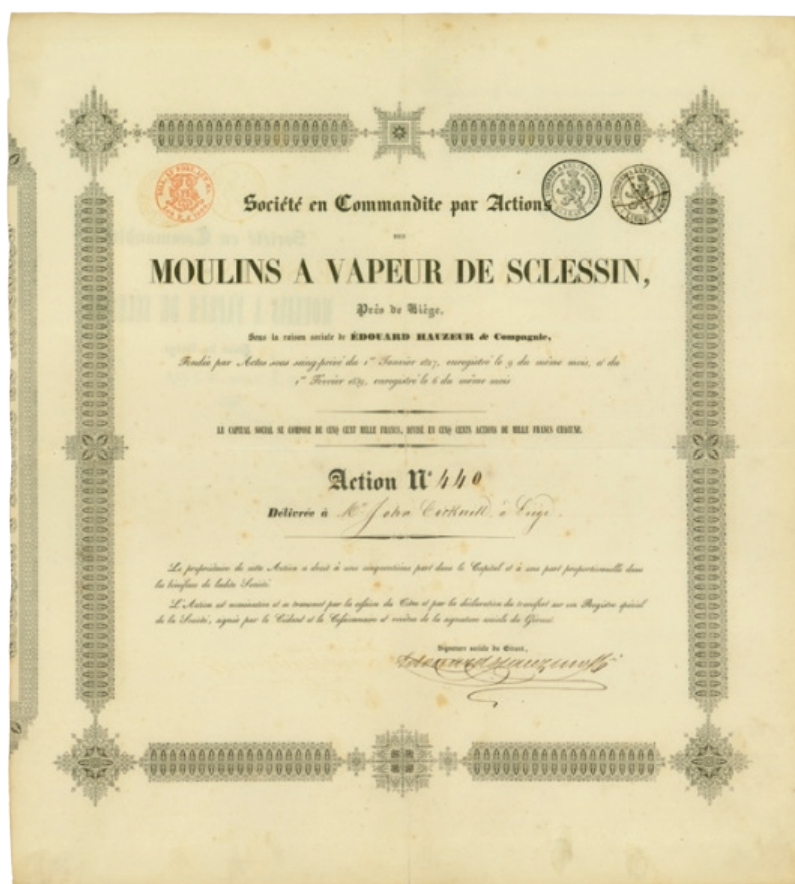 Société en Commandite par Actions
DES
MOULINS A VAPEUR DE SCLESSIN,
Près de Liège,
Sous la raison sociale de ÉDOUARD HAUZEUR & Compagnie,
Fondée par Actes sous seing-privé du 1er Janvier 1827, enregistré le 9 du même mois, et du
1er Février 1839, enregistré le 6 du même mois
LE CAPITAL SOCIAL SE COMPOSE DE CINQ CENT MILLE FRANCS, DIVISÉ EN CINQ CENTS ACTIONS DE MILLE FRANCS CHACUNE.
Action No 440
Délivrée à Mr John Cockerill, à Liège.
Le propriétaire de cette Action a droit à une cinqcentième part dans le Capital et à une part proportionnelle dans
les bénéfices de ladite Société.
L'Action est nominative et se transmet par la cession du Titre et par la déclaration du transfert sur un Registre spécial
de la Société, signée par le Cédant et le Cessionnaire et revêtue de la signature sociale du Gérant.
Signature sociale du Gérant,
Edouard Hauzeur & Cie